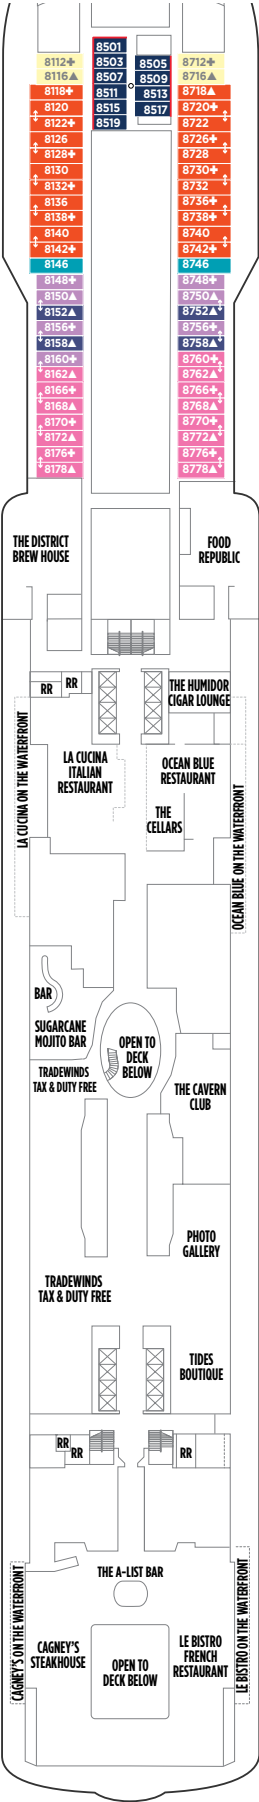 8501
8503
8507
8511
8515
8519
8505
8509
8513
8517
8112+
8116▲
8118+
8120
8122+
8126
8128+
8130
8132+
8136
8138+
8140
8142+
8146
8148+
8150▲
8152▲
8156+
8158▲
8160+
8162▲
8166+
8168▲
8170+
8172▲
8176+
8178▲
8712+
8716▲
8718▲
8720+
8722
8726+
8728
8730+
8732
8736+
8738+
8740
8742+
8746
8748+
8750▲
8752▲
8756+
8758▲
8760+
8762▲
8766+
8768▲
8770+
8772▲
8776+
8778▲
THE DISTRICT
BREW HOUSE
FOOD
REPUBLIC
RR
RR
THE HUMIDOR
CIGAR LOUNGE
LA CUCINA ON THE WATERFRONT
LA CUCINA
ITALIAN
RESTAURANT
OCEAN BLUE
RESTAURANT
THE
CELLARS
OCEAN BLUE ON THE WATERFRONT
BAR
SUGARCANE
MOJITO BAR
OPEN TO
DECK
BELOW
TRADEWINDS
TAX & DUTY FREE
THE CAVERN
CLUB
PHOTO
GALLERY
TRADEWINDS
TAX & DUTY FREE
TIDES
BOUTIQUE
RR
RR
RR
THE A-LIST BAR
CAGNEY'S ON THE WATERFRONT
CAGNEY'S
STEAKHOUSE
OPEN TO
DECK BELOW
LE BISTRO
FRENCH
RESTAURANT
LE BISTRO ON THE WATERFRONT